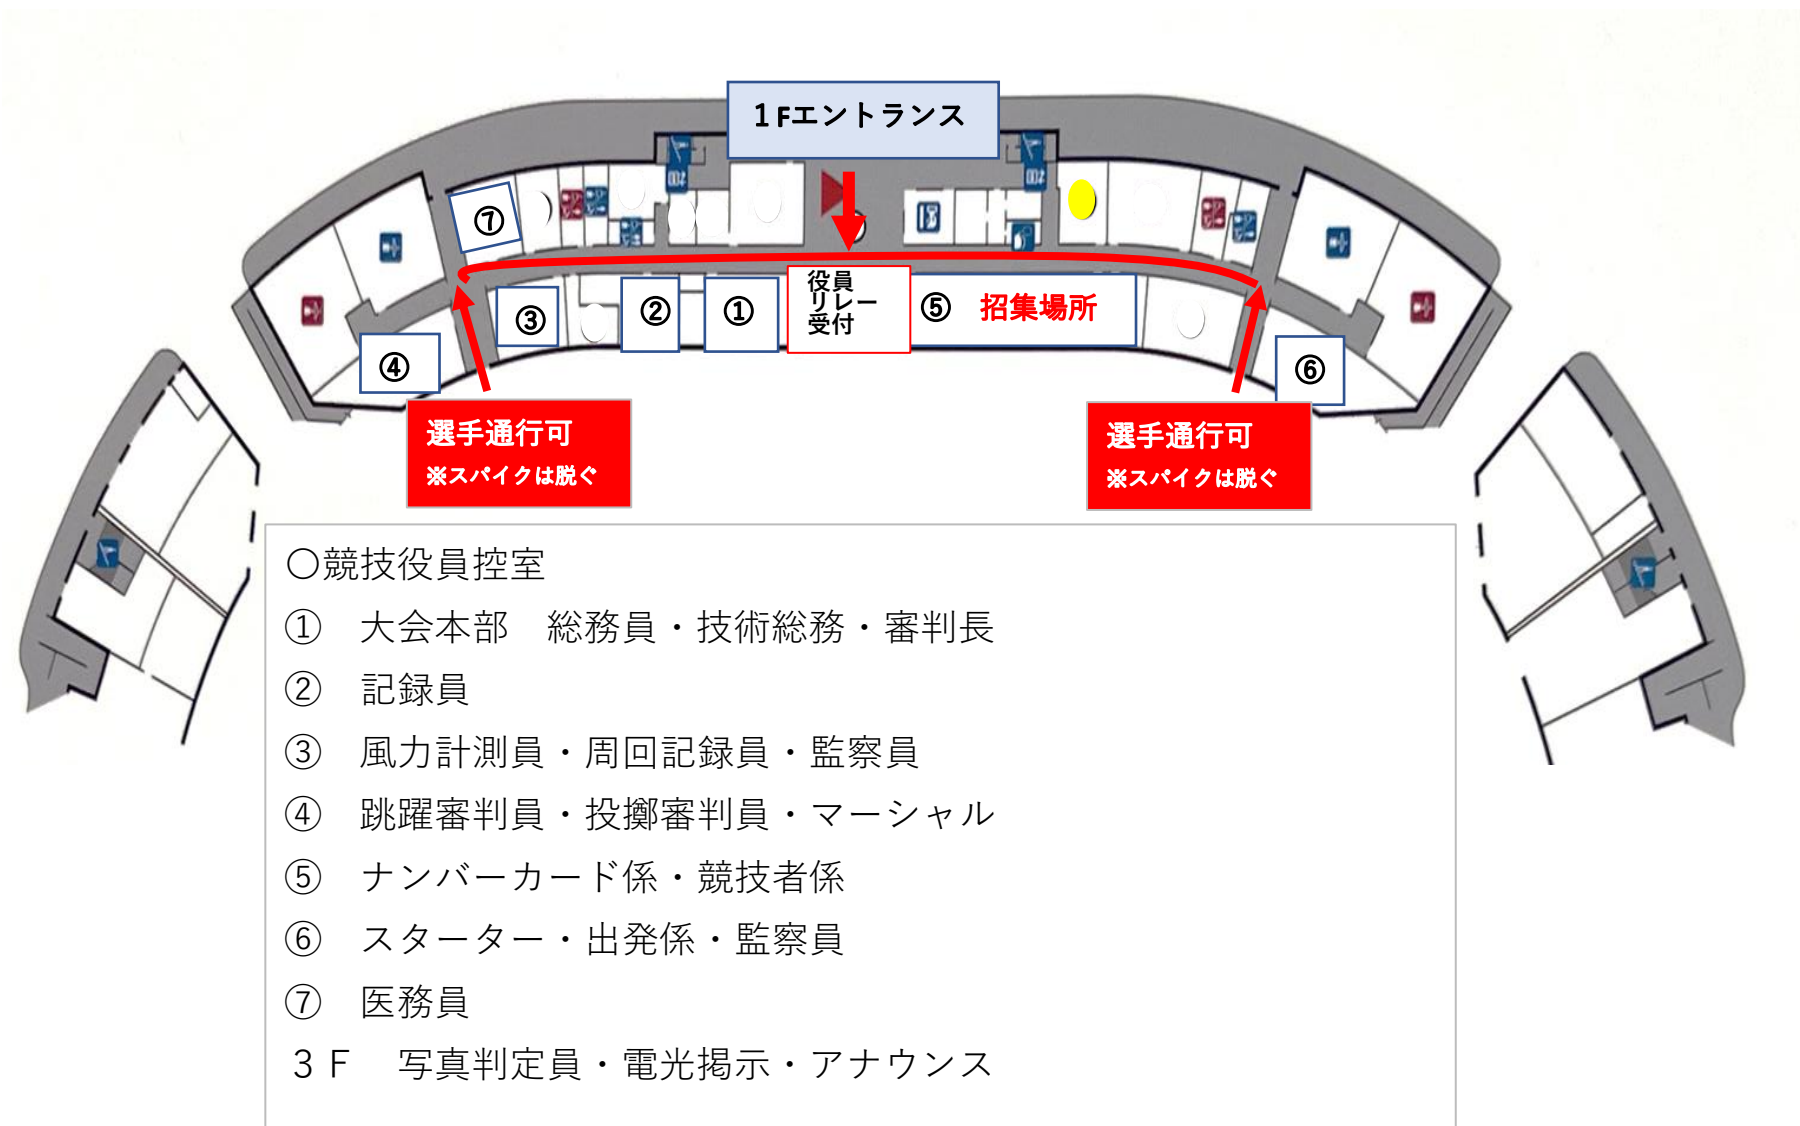 １Fエントランス
⑦
③
②
①
役員
リレー
受付
⑤　招集場所
④
⑥
選手通行可
※スパイクは脱ぐ
選手通行可
※スパイクは脱ぐ
○競技役員控室
①　大会本部　総務員・技術総務・審判長
②　記録員
③　風力計測員・周回記録員・監察員
④　跳躍審判員・投擲審判員・マーシャル
⑤　ナンバーカード係・競技者係
⑥　スターター・出発係・監察員
⑦　医務員
３Ｆ　写真判定員・電光掲示・アナウンス